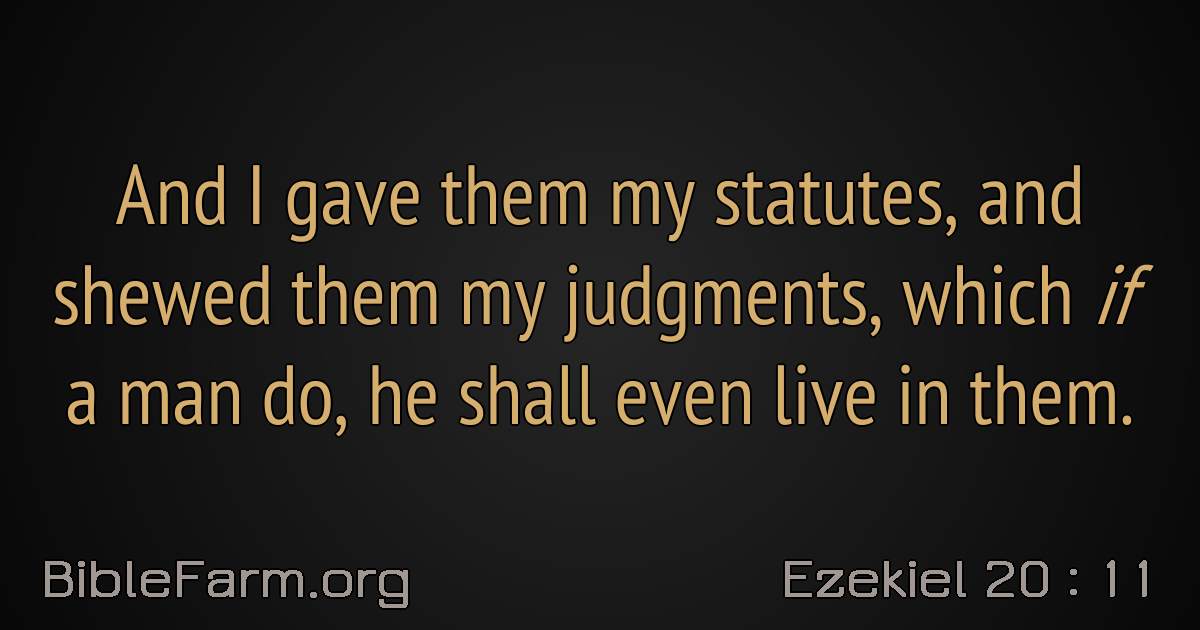 And I gave them my statutes, and
shewed them my judgments, which if
a man do, he shall even live in them.
BibleFarm.org
Ezekiel 20 : 11